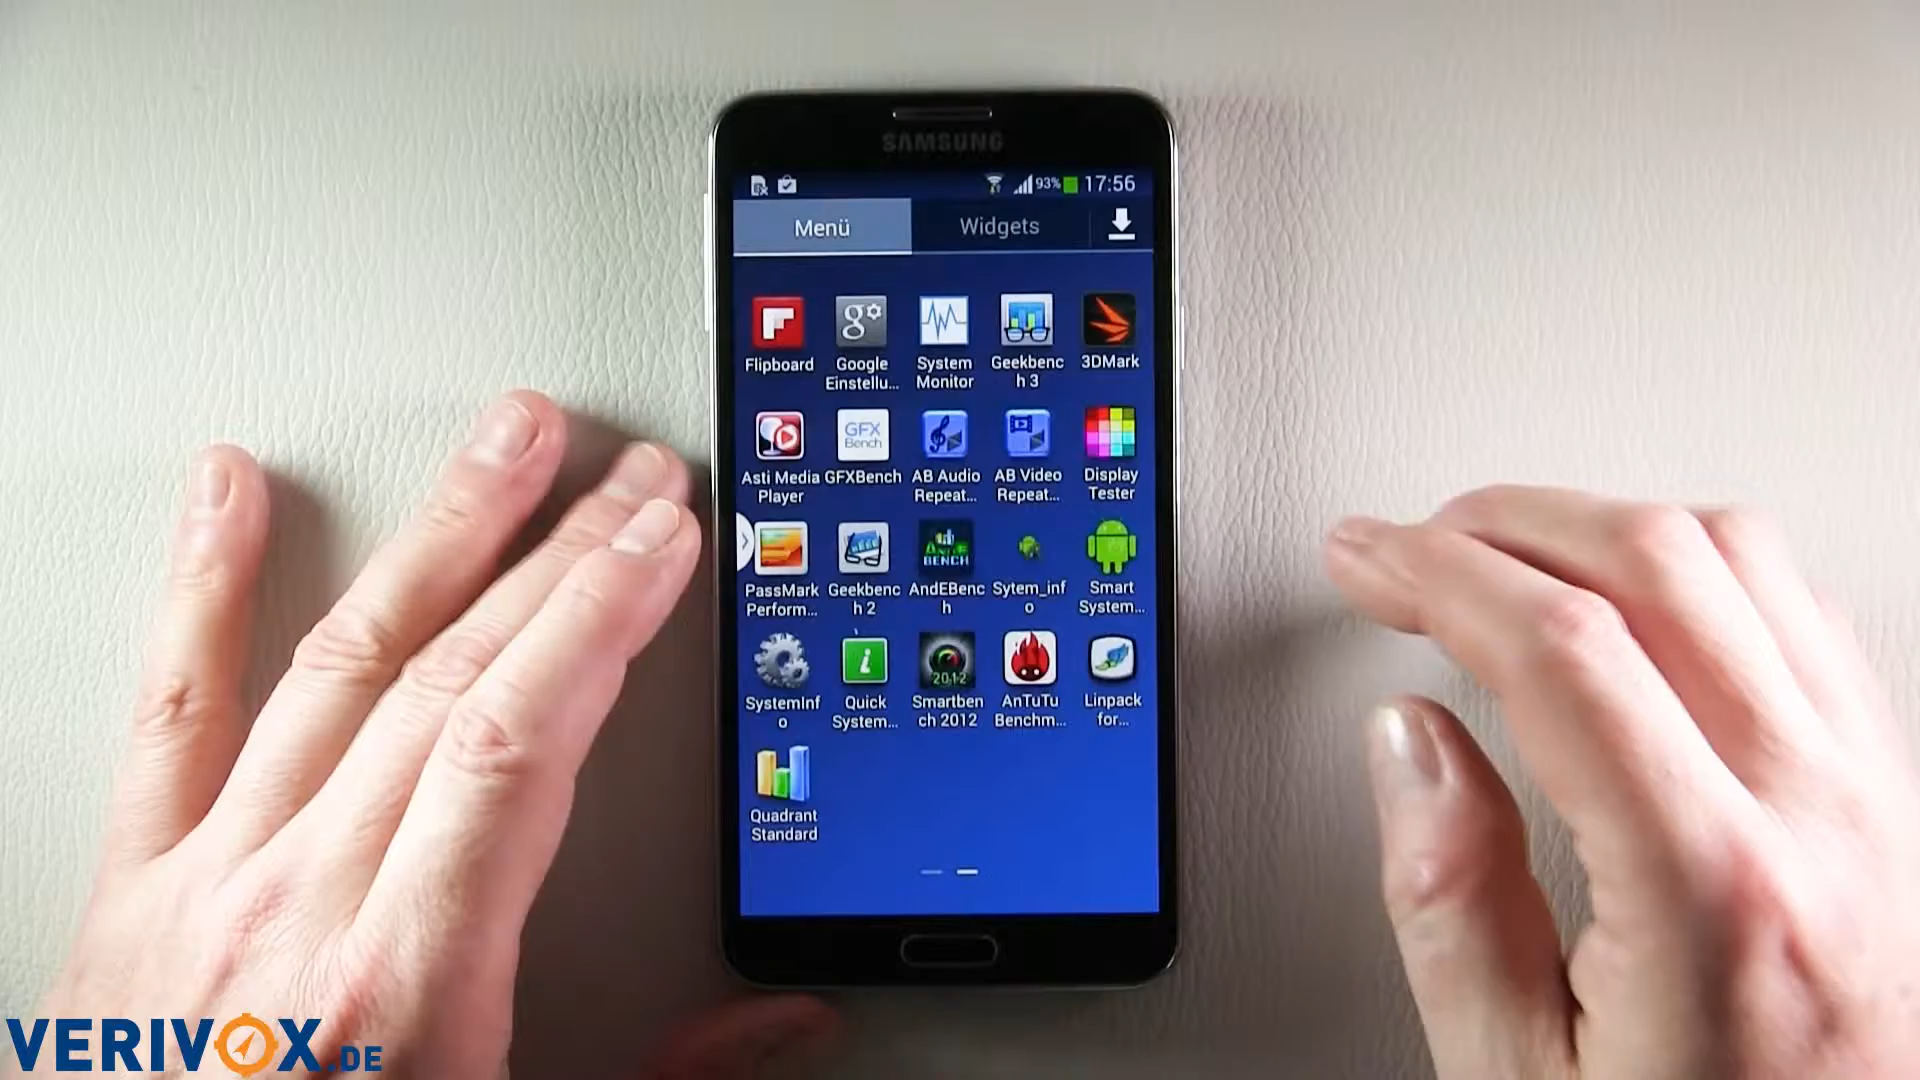 SAMSUNG
93% 17:56
Menü Widgets
Flipboard Google System Geekbenc 3DMark
Einstellu... Monitor h 3
GFX
Bench
Asti Media GFXBench AB Audio AB Video Display
Player Repeat... Repeat... Tester
BENCH
PassMark Geekbenc AndEBenc Sytem_inf Smart
Perform... h 2 h o System...
i
2012
SystemInf Quick Smartben AnTuTu Linpack
o System... ch 2012 Benchm... for...
Quadrant
Standard
VERIVOX.DE